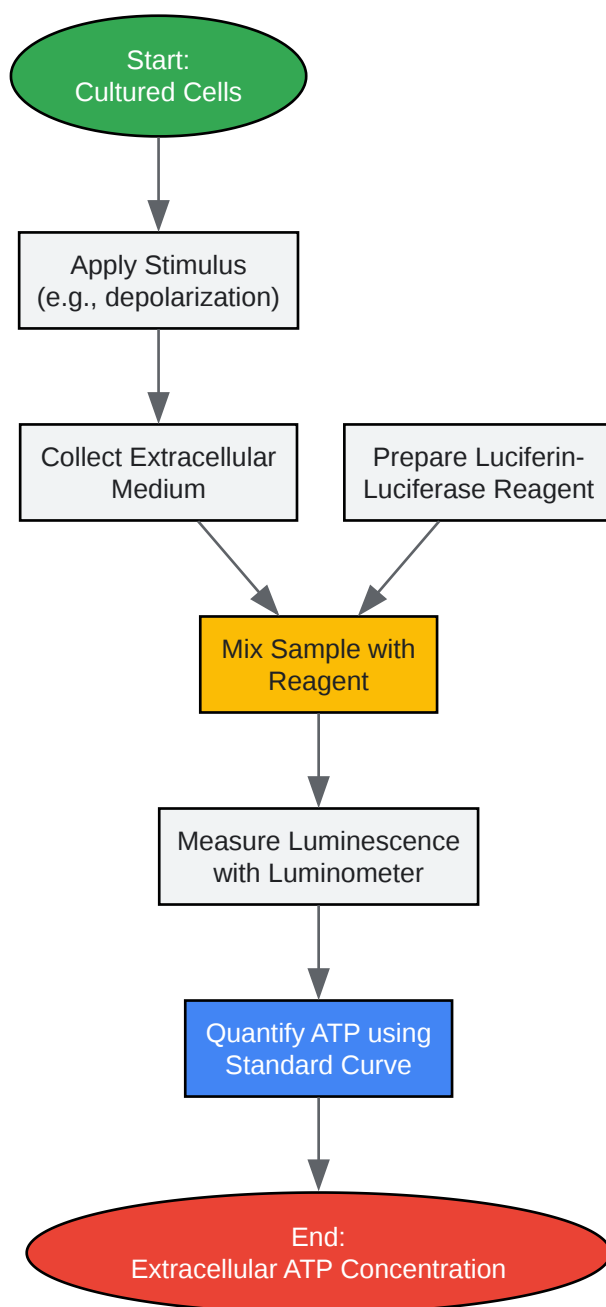 Start:
Cultured Cells
Apply Stimulus
(e.g., depolarization)
Collect Extracellular
Medium
Prepare Luciferin-
Luciferase Reagent
Mix Sample with
Reagent
Measure Luminescence
with Luminometer
Quantify ATP using
Standard Curve
End:
Extracellular ATP Concentration